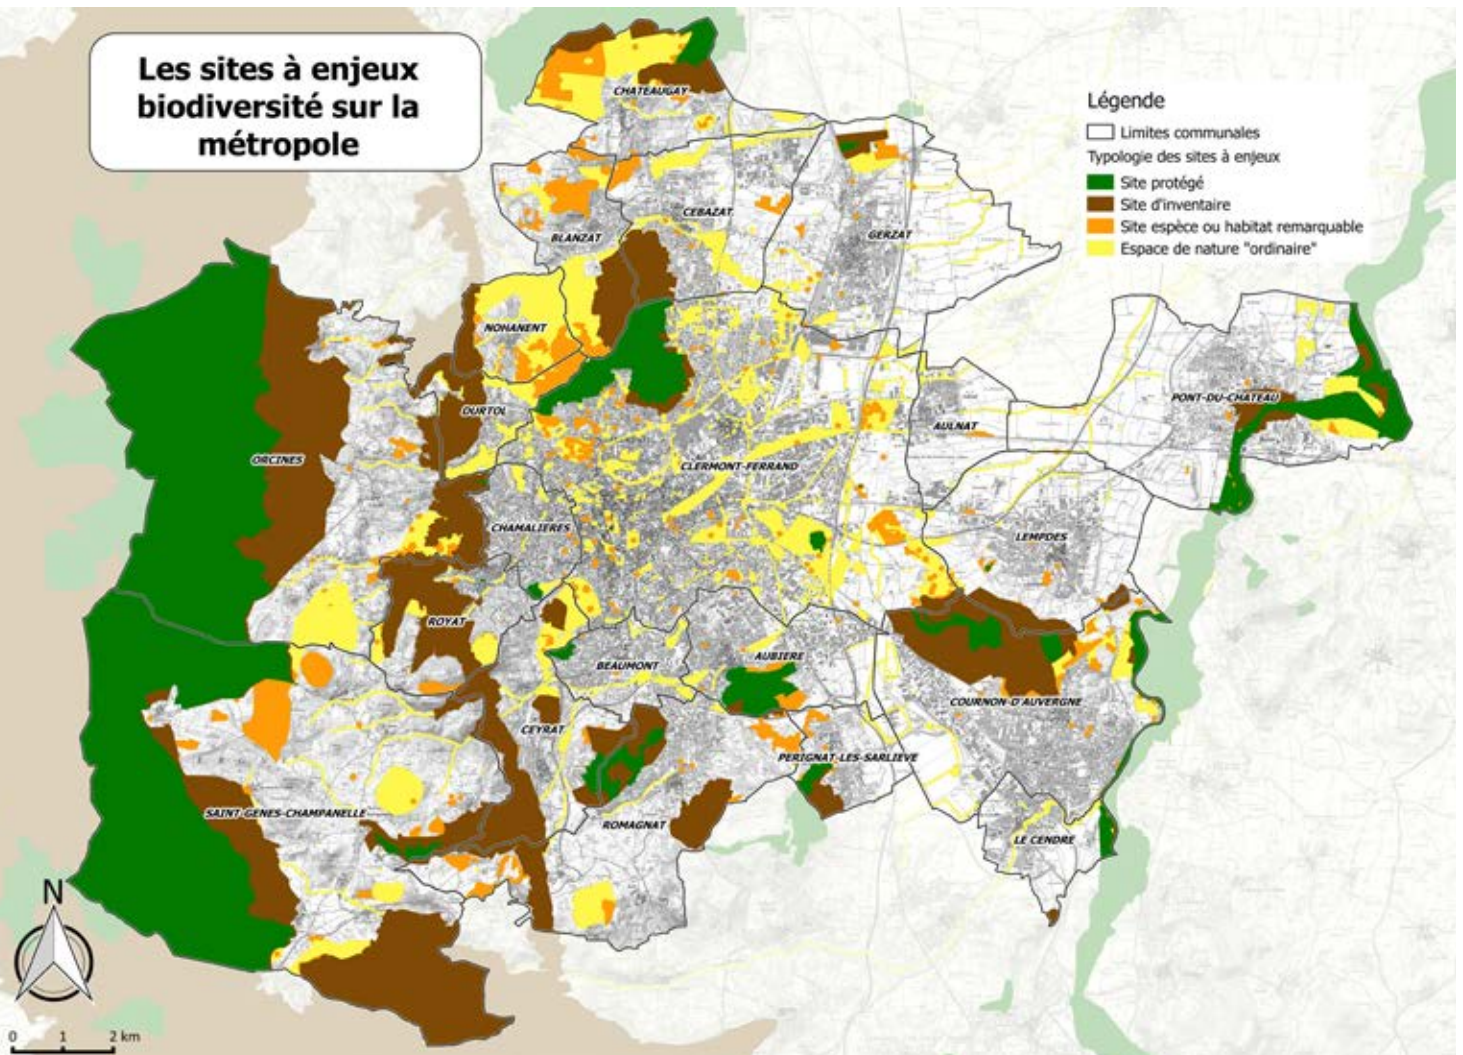 Les sites à enjeux
biodiversité sur la
métropole
Légende
Limites communales
Typologie des sites à enjeux
Site protégé
Site d'inventaire
Site espèce ou habitat remarquable
Espace de nature "ordinaire"
CHATEAUGAY
CEBAZAT
GERZAT
BLANZAT
NOHANENT
DURTOL
PONT-DU-CHATEAU
AULNAT
ORCINES
CLERMONT-FERRAND
CHAMALIERES
LEMPDES
ROYAT
BEAUMONT
AUBIERE
COURNON-D'AUVERGNE
CEYRAT
PERIGNAT-LES-SARLIEVE
SAINT-GENES-CHAMPANELLE
ROMAGNAT
LE CENDRE
N
0 1 2 km